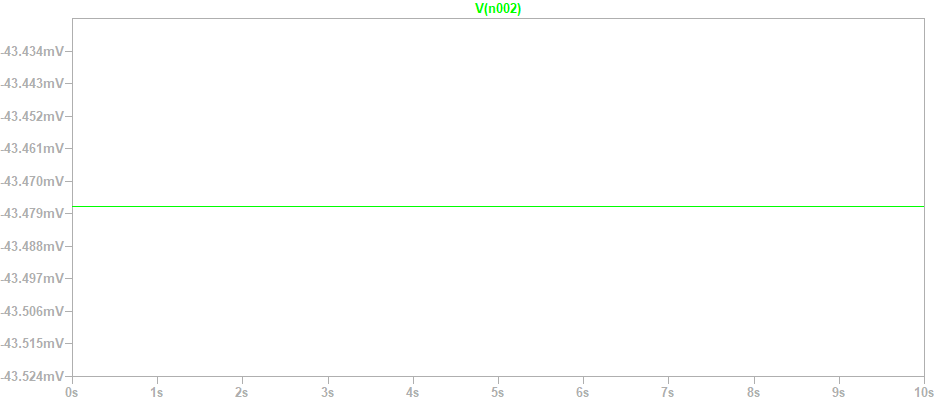 V(n002)
-43.434mV
-43.443mV
-43.452mV
-43.461mV
-43.470mV
-43.479mV
-43.488mV
-43.497mV
-43.506mV
-43.515mV
-43.524mV
0s 1s 2s 3s 4s 5s 6s 7s 8s 9s 10s